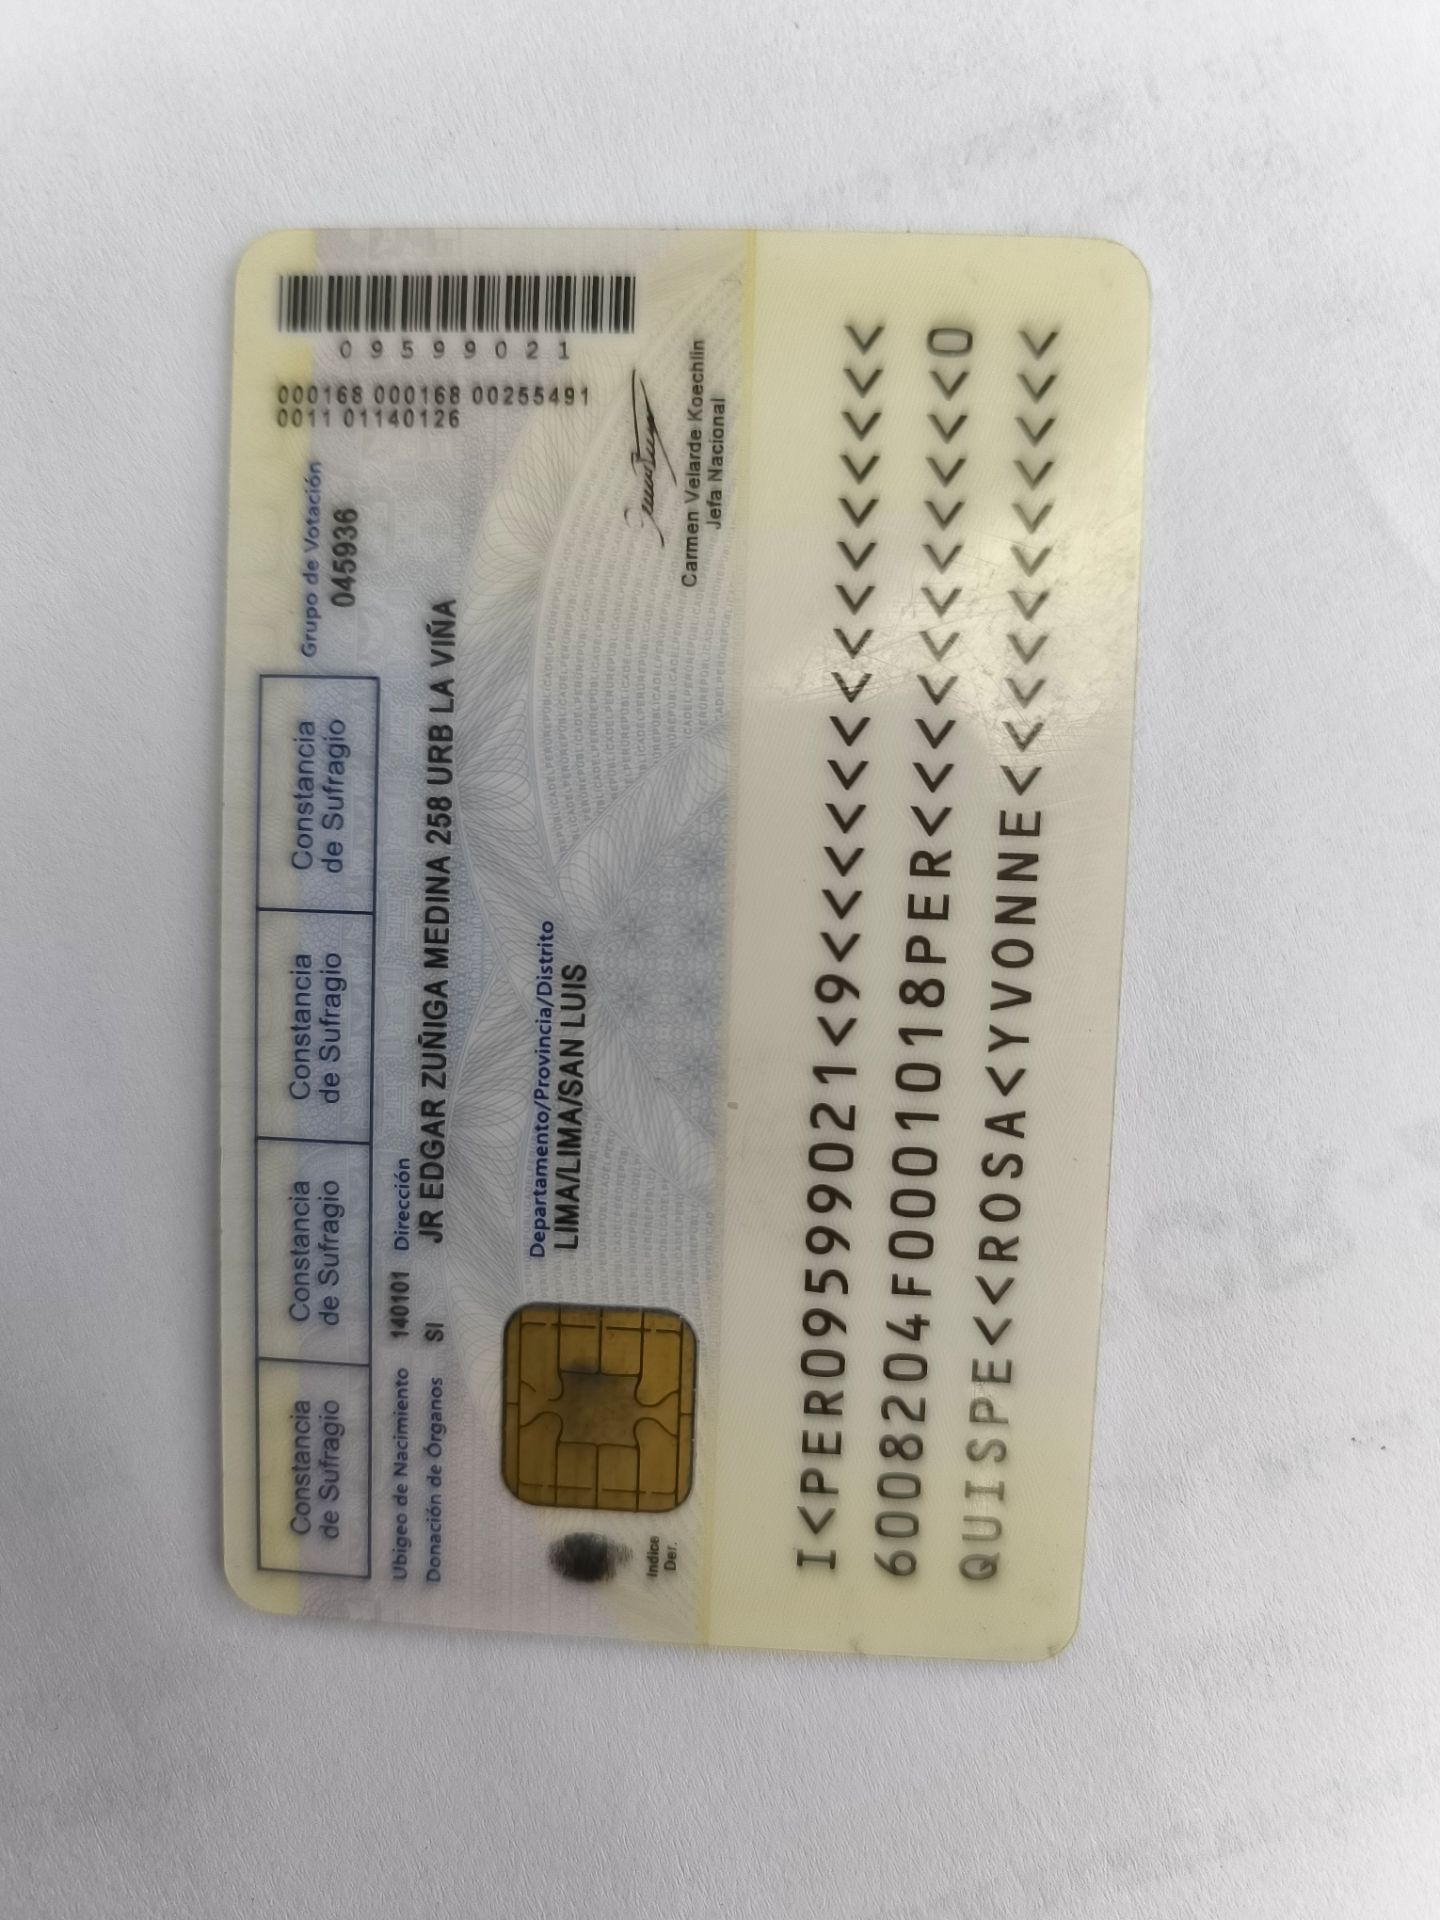 Constancia de Sufragio
Constancia de Sufragio
Constancia de Sufragio
Constancia de Sufragio
Grupo de Votación
045936
09599021
000168 000168 00255491
0011 01140126
Ubigeo de Nacimiento 140101 Dirección
Donación de Órganos SI JR EDGAR ZUÑIGA MEDINA 258 URB LA VIÑA
Departamento/Provincia/Distrito
LIMA/LIMA/SAN LUIS
Carmen Velarde Koechlin
Jefa Nacional
Indice
Der.
I<PER09599021<9<<<<<<<<<<<<<<<
6008204F0001018PER<<<<<<<<<<<0
QUISPE<<ROSA<YVONNE<<<<<<<<<<<